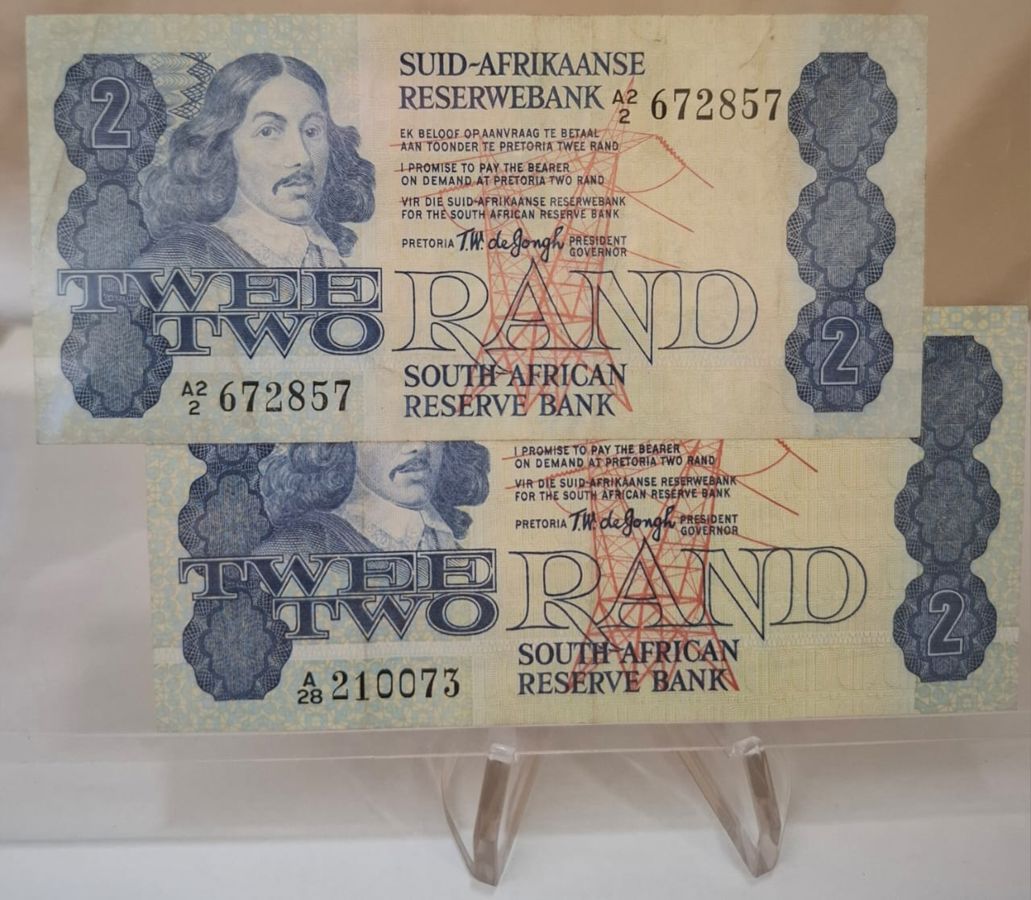 2
SUID-AFRIKAANSE
RESERWEBANK A2/2 672857
EK BELOOF OP AANVRAAG TE BETAAL
AAN TOONDER TE PRETORIA TWEE RAND
I PROMISE TO PAY THE BEARER
ON DEMAND AT PRETORIA TWO RAND
VIR DIE SUID-AFRIKAANSE RESERWEBANK
FOR THE SOUTH AFRICAN RESERVE BANK
PRETORIA T.W. de Jongh PRESIDENT
GOVERNOR
TWEE
TWO RAND
2
A2/2 672857
SOUTH-AFRICAN
RESERVE BANK
I PROMISE TO PAY THE BEARER
ON DEMAND AT PRETORIA TWO RAND
VIR DIE SUID-AFRIKAANSE RESERWEBANK
FOR THE SOUTH AFRICAN RESERVE BANK
PRETORIA T.W. de Jongh PRESIDENT
GOVERNOR
TWEE
TWO RAND
2
A/28 210073
SOUTH-AFRICAN
RESERVE BANK